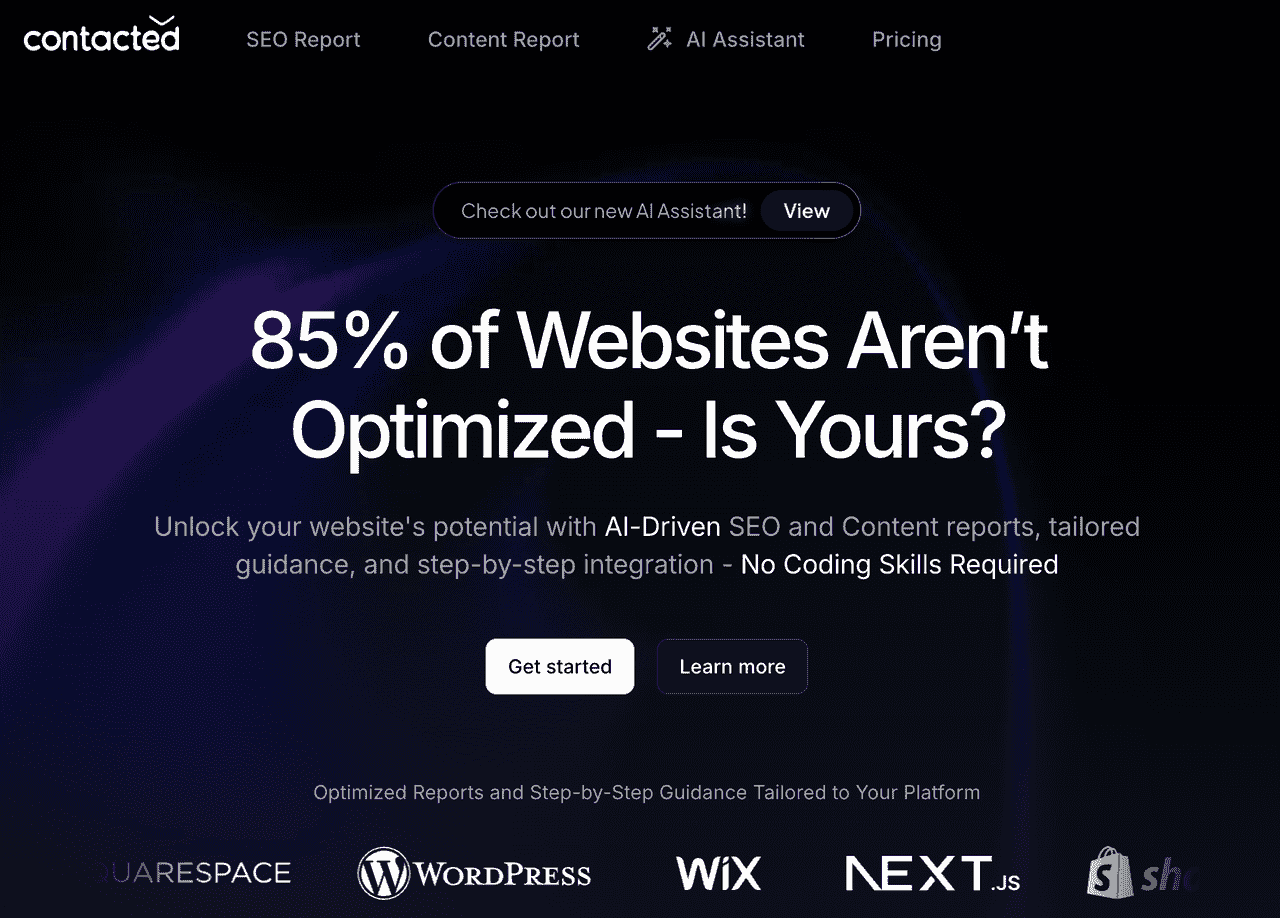 contacted SEO Report Content Report AI Assistant Pricing
Check out our new AI Assistant! View
85% of Websites Aren’t
Optimized - Is Yours?
Unlock your website's potential with AI-Driven SEO and Content reports, tailored
guidance, and step-by-step integration - No Coding Skills Required
Get started Learn more
Optimized Reports and Step-by-Step Guidance Tailored to Your Platform
QUARESPACE WORDPRESS WIX NEXT.JS sho